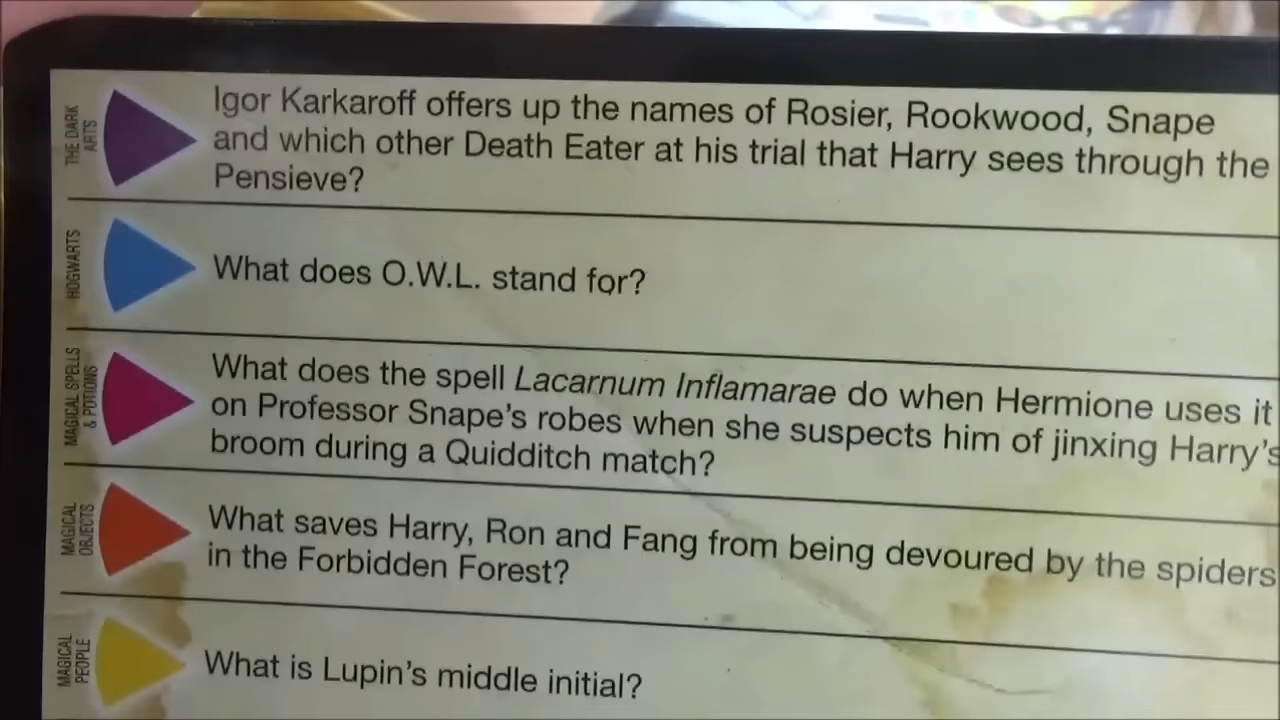 THE DARK
ARTS
Igor Karkaroff offers up the names of Rosier, Rookwood, Snape
and which other Death Eater at his trial that Harry sees through the
Pensieve?
HOGWARTS
What does O.W.L. stand for?
MAGICAL SPELLS
& POTIONS
What does the spell Lacarnum Inflamarae do when Hermione uses it
on Professor Snape's robes when she suspects him of jinxing Harry's
broom during a Quidditch match?
MAGICAL
OBJECTS
What saves Harry, Ron and Fang from being devoured by the spiders
in the Forbidden Forest?
MAGICAL
PEOPLE
What is Lupin's middle initial?